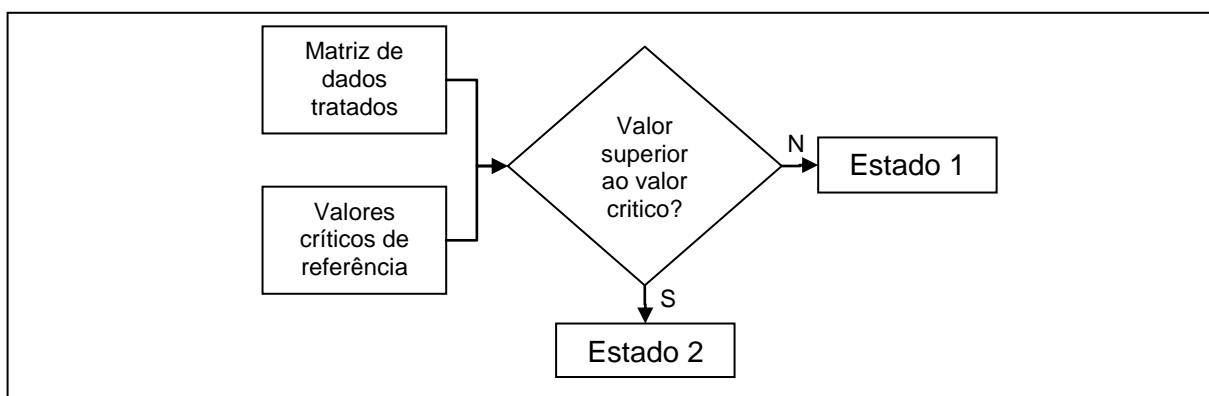 Matriz de
dados
tratados
Valores
críticos de
referência
Valor
superior
ao valor
critico?
N
Estado 1
S
Estado 2